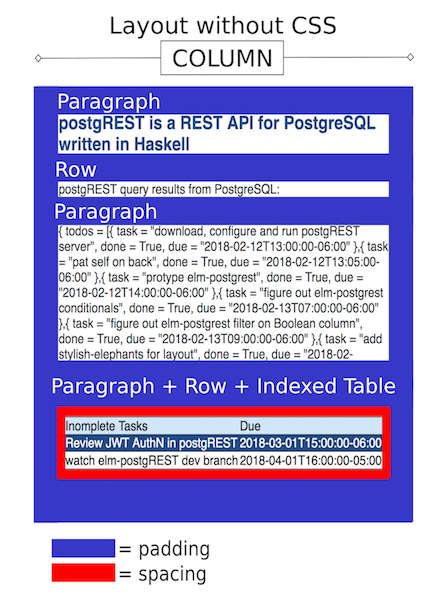 Layout without CSS
COLUMN
Paragraph
postgREST is a REST API for PostgreSQL
written in Haskell
Row
postgREST query results from PostgreSQL:
Paragraph
{ todos = [{ task = "download, configure and run postgREST
server", done = True, due = "2018-02-12T13:00:00-06:00" },{ task
= "pat self on back", done = True, due = "2018-02-12T13:05:00-
06:00" },{ task = "protype elm-postgrest", done = True, due =
"2018-02-12T14:00:00-06:00" },{ task = "figure out elm-postgrest
conditionals", done = True, due = "2018-02-13T07:00:00-06:00"
},{ task = "figure out elm-postgrest filter on Boolean column",
done = True, due = "2018-02-13T09:00:00-06:00" },{ task = "add
stylish-elephants for layout", done = True, due = "2018-02-
Paragraph + Row + Indexed Table
Inomplete Tasks Due
Review JWT AuthN in postgREST 2018-03-01T15:00:00-06:00
watch elm-postgREST dev branch 2018-04-01T16:00:00-05:00
= padding
= spacing